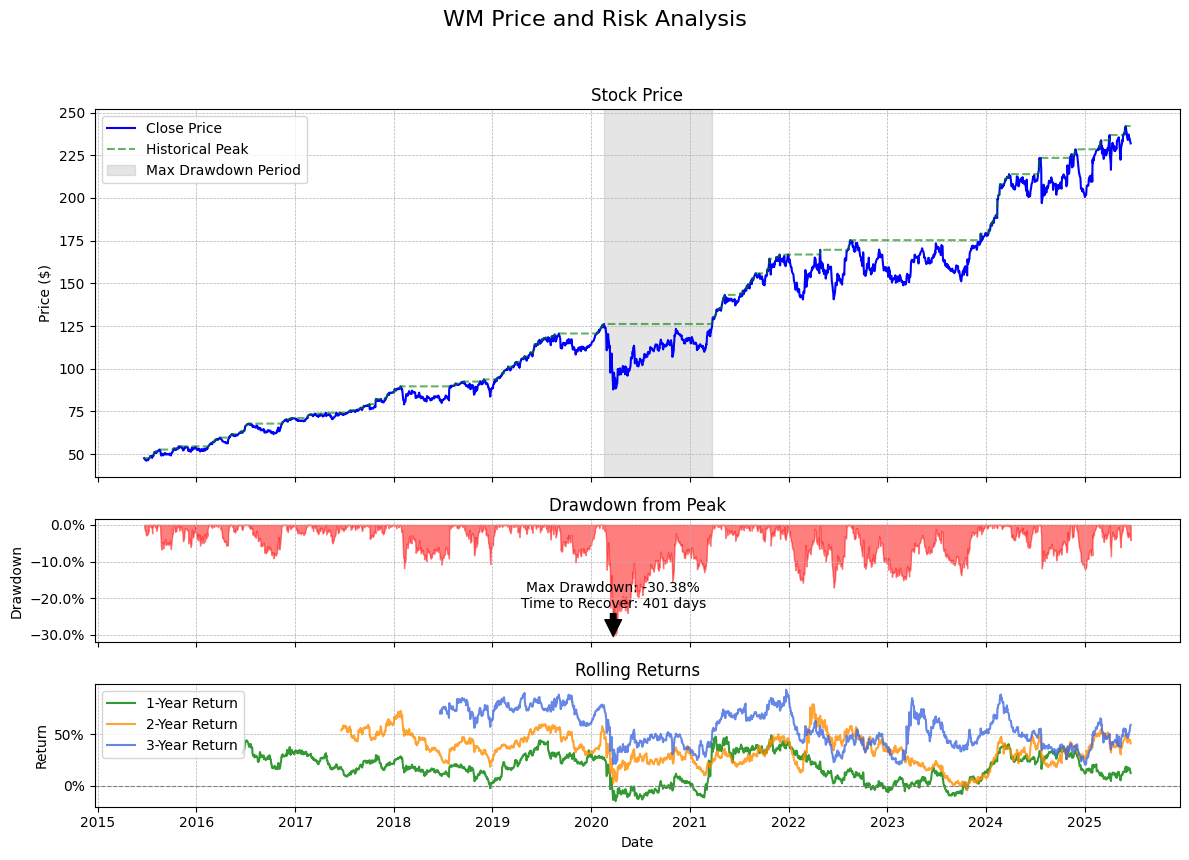 WM Price and Risk Analysis
Stock Price
250
225
200
175
150
125
100
75
50
Price ($)
Close Price
Historical Peak
Max Drawdown Period
Drawdown from Peak
0.0%
−10.0%
−20.0%
−30.0%
Drawdown
Max Drawdown: -30.38%
Time to Recover: 401 days
Rolling Returns
50%
0%
Return
1-Year Return
2-Year Return
3-Year Return
2015 2016 2017 2018 2019 2020 2021 2022 2023 2024 2025
Date